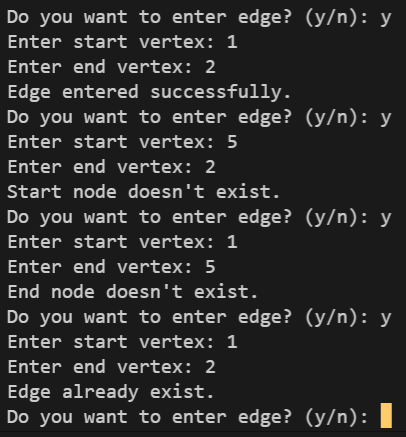 Do you want to enter edge? (y/n): y
Enter start vertex: 1
Enter end vertex: 2
Edge entered successfully.
Do you want to enter edge? (y/n): y
Enter start vertex: 5
Enter end vertex: 2
Start node doesn't exist.
Do you want to enter edge? (y/n): y
Enter start vertex: 1
Enter end vertex: 5
End node doesn't exist.
Do you want to enter edge? (y/n): y
Enter start vertex: 1
Enter end vertex: 2
Edge already exist.
Do you want to enter edge? (y/n):